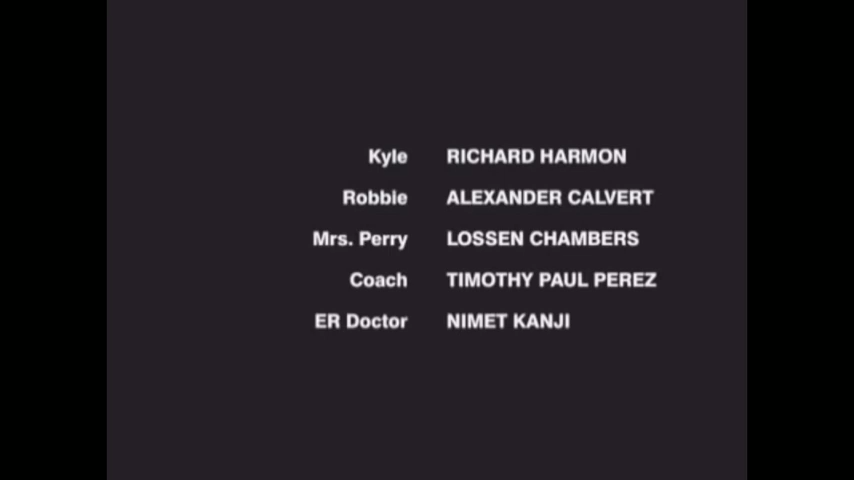 Kyle RICHARD HARMON
Robbie ALEXANDER CALVERT
Mrs. Perry LOSSEN CHAMBERS
Coach TIMOTHY PAUL PEREZ
ER Doctor NIMET KANJI